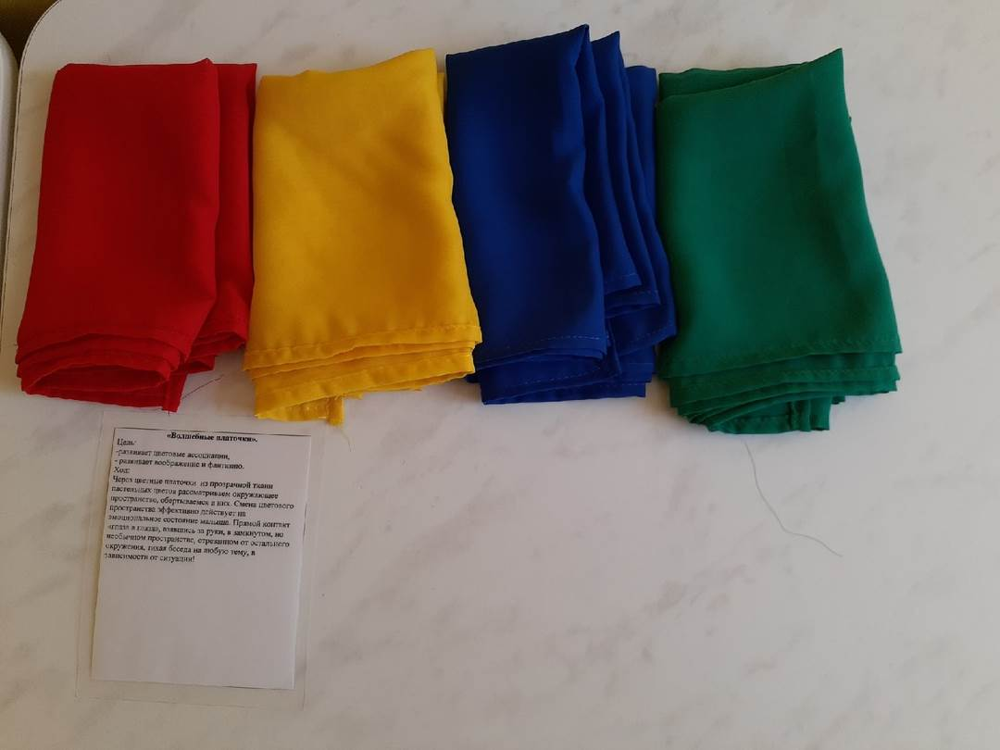 «Волшебные платочки».
Цель:
-развивает цветовые ассоциации,
- развивает воображение и фантазию.
Ход:
Через цветные платочки из прозрачной ткани
пастельных цветов рассматриваем окружающее
пространство, обертываемся в них. Смена цветового
пространства эффективно действует на
эмоциональное состояние малыша. Прямой контакт
«глаза в глаза», взявшись за руки, в замкнутом, но
необычном пространстве, отрезанном от остального
окружения, тихая беседа на любую тему, в
зависимости от ситуации!